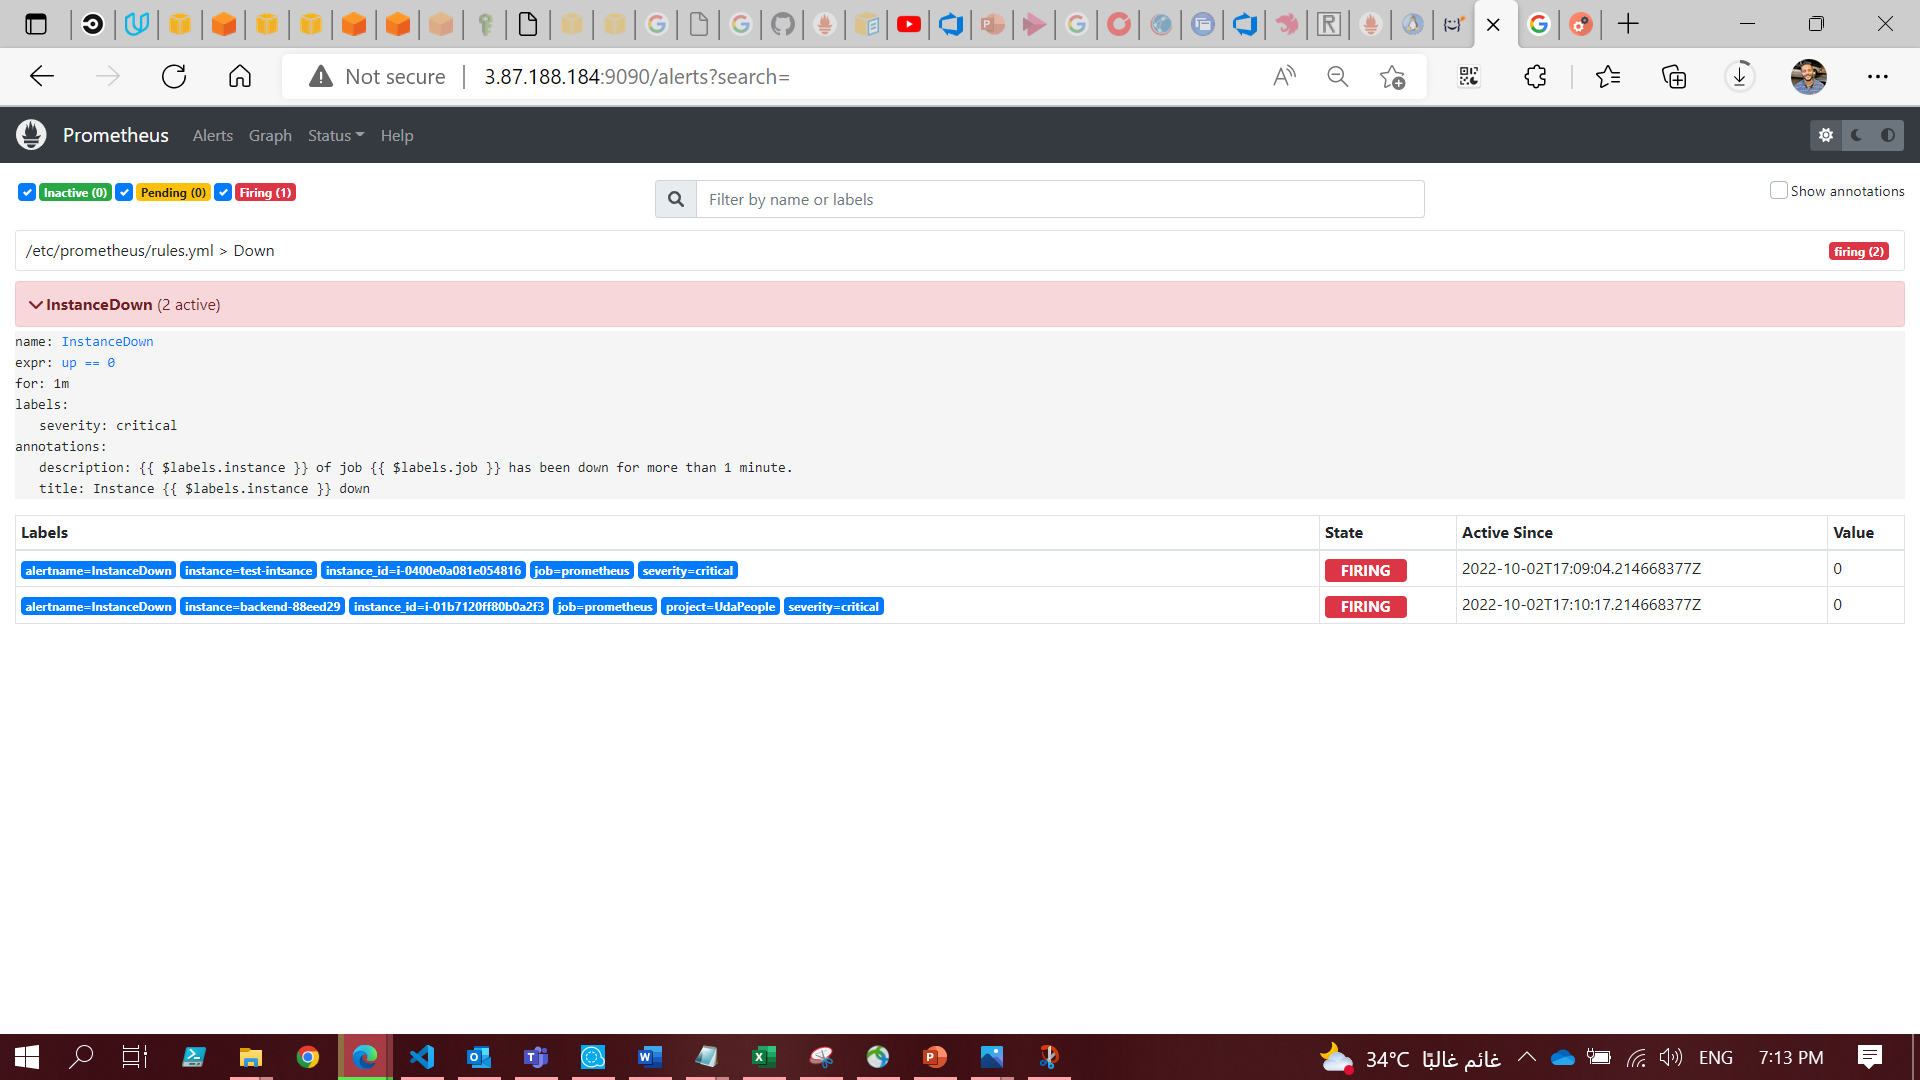 Not secure | 3.87.188.184:9090/alerts?search=
Prometheus Alerts Graph Status Help
Inactive (0) Pending (0) Firing (1) Filter by name or labels Show annotations
/etc/prometheus/rules.yml > Down firing (2)
InstanceDown (2 active)
name: InstanceDown
expr: up == 0
for: 1m
labels:
severity: critical
annotations:
description: {{ $labels.instance }} of job {{ $labels.job }} has been down for more than 1 minute.
title: Instance {{ $labels.instance }} down
Labels State Active Since Value
alertname=InstanceDown instance=test-intsance instance_id=i-0400e0a081e054816 job=prometheus severity=critical FIRING 2022-10-02T17:09:04.214668377Z 0
alertname=InstanceDown instance=backend-88eed29 instance_id=i-01b7120ff80b0a2f3 job=prometheus project=UdaPeople severity=critical FIRING 2022-10-02T17:10:17.214668377Z 0
34°C غائم غالبًا ENG 7:13 PM